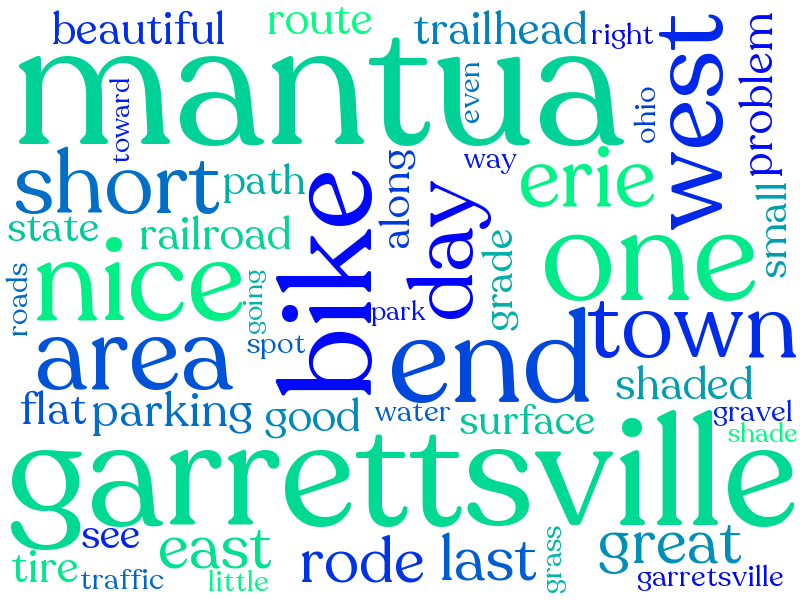 beautiful
route
trailhead
right
west
problem
mantua
toward
even
ohio
short
path
bike
along
way
day
erie
small
state
railroad
nice
going
grade
one
roads
spot
park
area
end
town
shaded
flat
parking
good
water
surface
gravel
shade
garrettsville
see
east
rode
last
grass
great
tire
traffic
little
garretsville